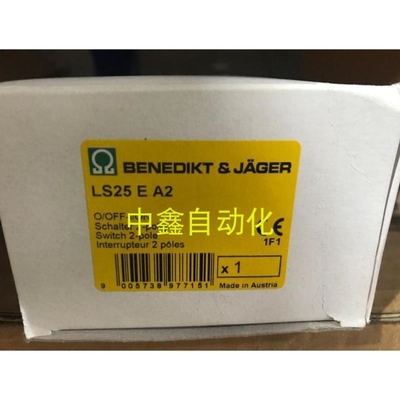 BENEDIKT & JÄGER
LS25 E A2
O/OFF
Schalter
Switch 2-pole
Interrupteur 2 pôles
中鑫自动化
CE
1F1
x 1
9 005738 977151
Made in Austria